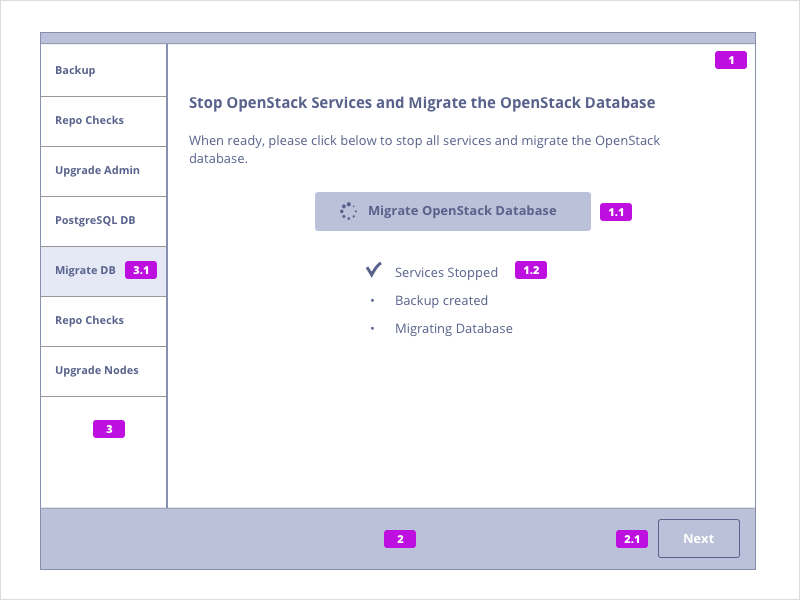 Backup
Repo Checks
Upgrade Admin
PostgreSQL DB
Migrate DB 3.1
Repo Checks
Upgrade Nodes
3
1
Stop OpenStack Services and Migrate the OpenStack Database
When ready, please click below to stop all services and migrate the OpenStack
database.
Migrate OpenStack Database 1.1
Services Stopped 1.2
Backup created
Migrating Database
2
2.1 Next